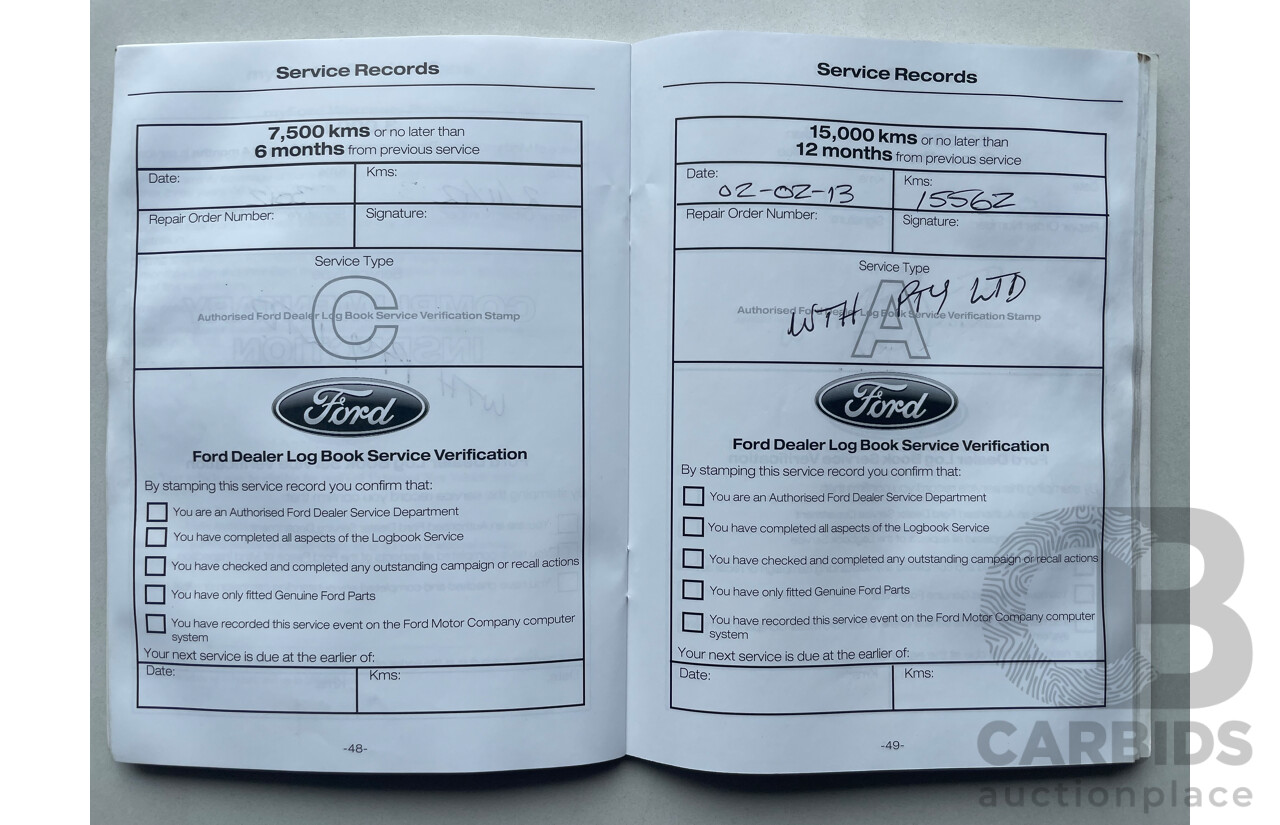 Service Records
7,500 kms or no later than
6 months from previous service
Date:
Kms:
Repair Order Number:
Signature:
Service Type
C
Authorised Ford Dealer Log Book Service Verification Stamp
Ford
Ford Dealer Log Book Service Verification
By stamping this service record you confirm that:
You are an Authorised Ford Dealer Service Department
You have completed all aspects of the Logbook Service
You have checked and completed any outstanding campaign or recall actions
You have only fitted Genuine Ford Parts
You have recorded this service event on the Ford Motor Company computer
system
Your next service is due at the earlier of:
Date:
Kms:
-48-
Service Records
15,000 kms or no later than
12 months from previous service
Date:
02-02-13
Kms:
15562
Repair Order Number:
Signature:
Service Type
A
Authorised Ford Dealer Log Book Service Verification Stamp
WTH PTY LTD
Ford
Ford Dealer Log Book Service Verification
By stamping this service record you confirm that:
You are an Authorised Ford Dealer Service Department
You have completed all aspects of the Logbook Service
You have checked and completed any outstanding campaign or recall actions
You have only fitted Genuine Ford Parts
You have recorded this service event on the Ford Motor Company computer
system
Your next service is due at the earlier of:
Date:
Kms:
-49-
CB
CARBIDS
auctionplace